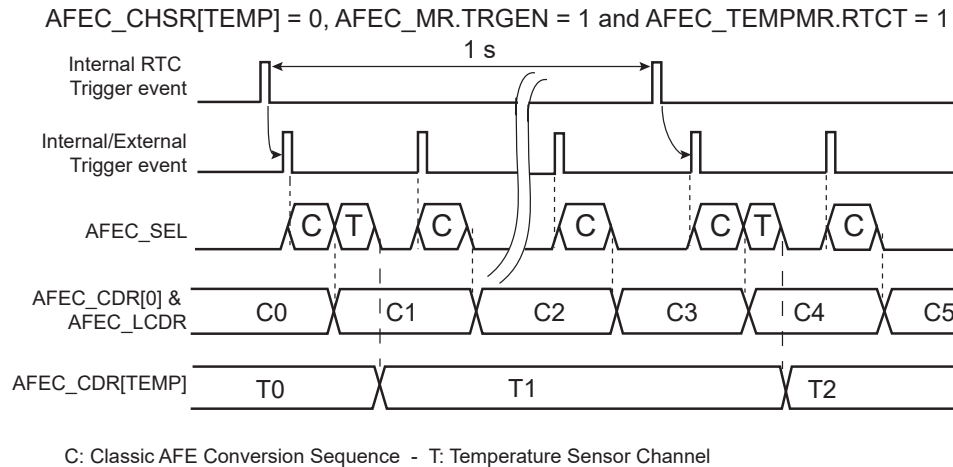 AFEC_CHSR[TEMP] = 0, AFEC_MR.TRGEN = 1 and AFEC_TEMPMR.RTCT = 1
1 s
Internal RTC
Trigger event
Internal/External
Trigger event
AFEC_SEL
C T C C C T C
AFEC_CDR[0] &
AFEC_LCDR
C0 C1 C2 C3 C4 C5
AFEC_CDR[TEMP]
T0 T1 T2
C: Classic AFE Conversion Sequence - T: Temperature Sensor Channel